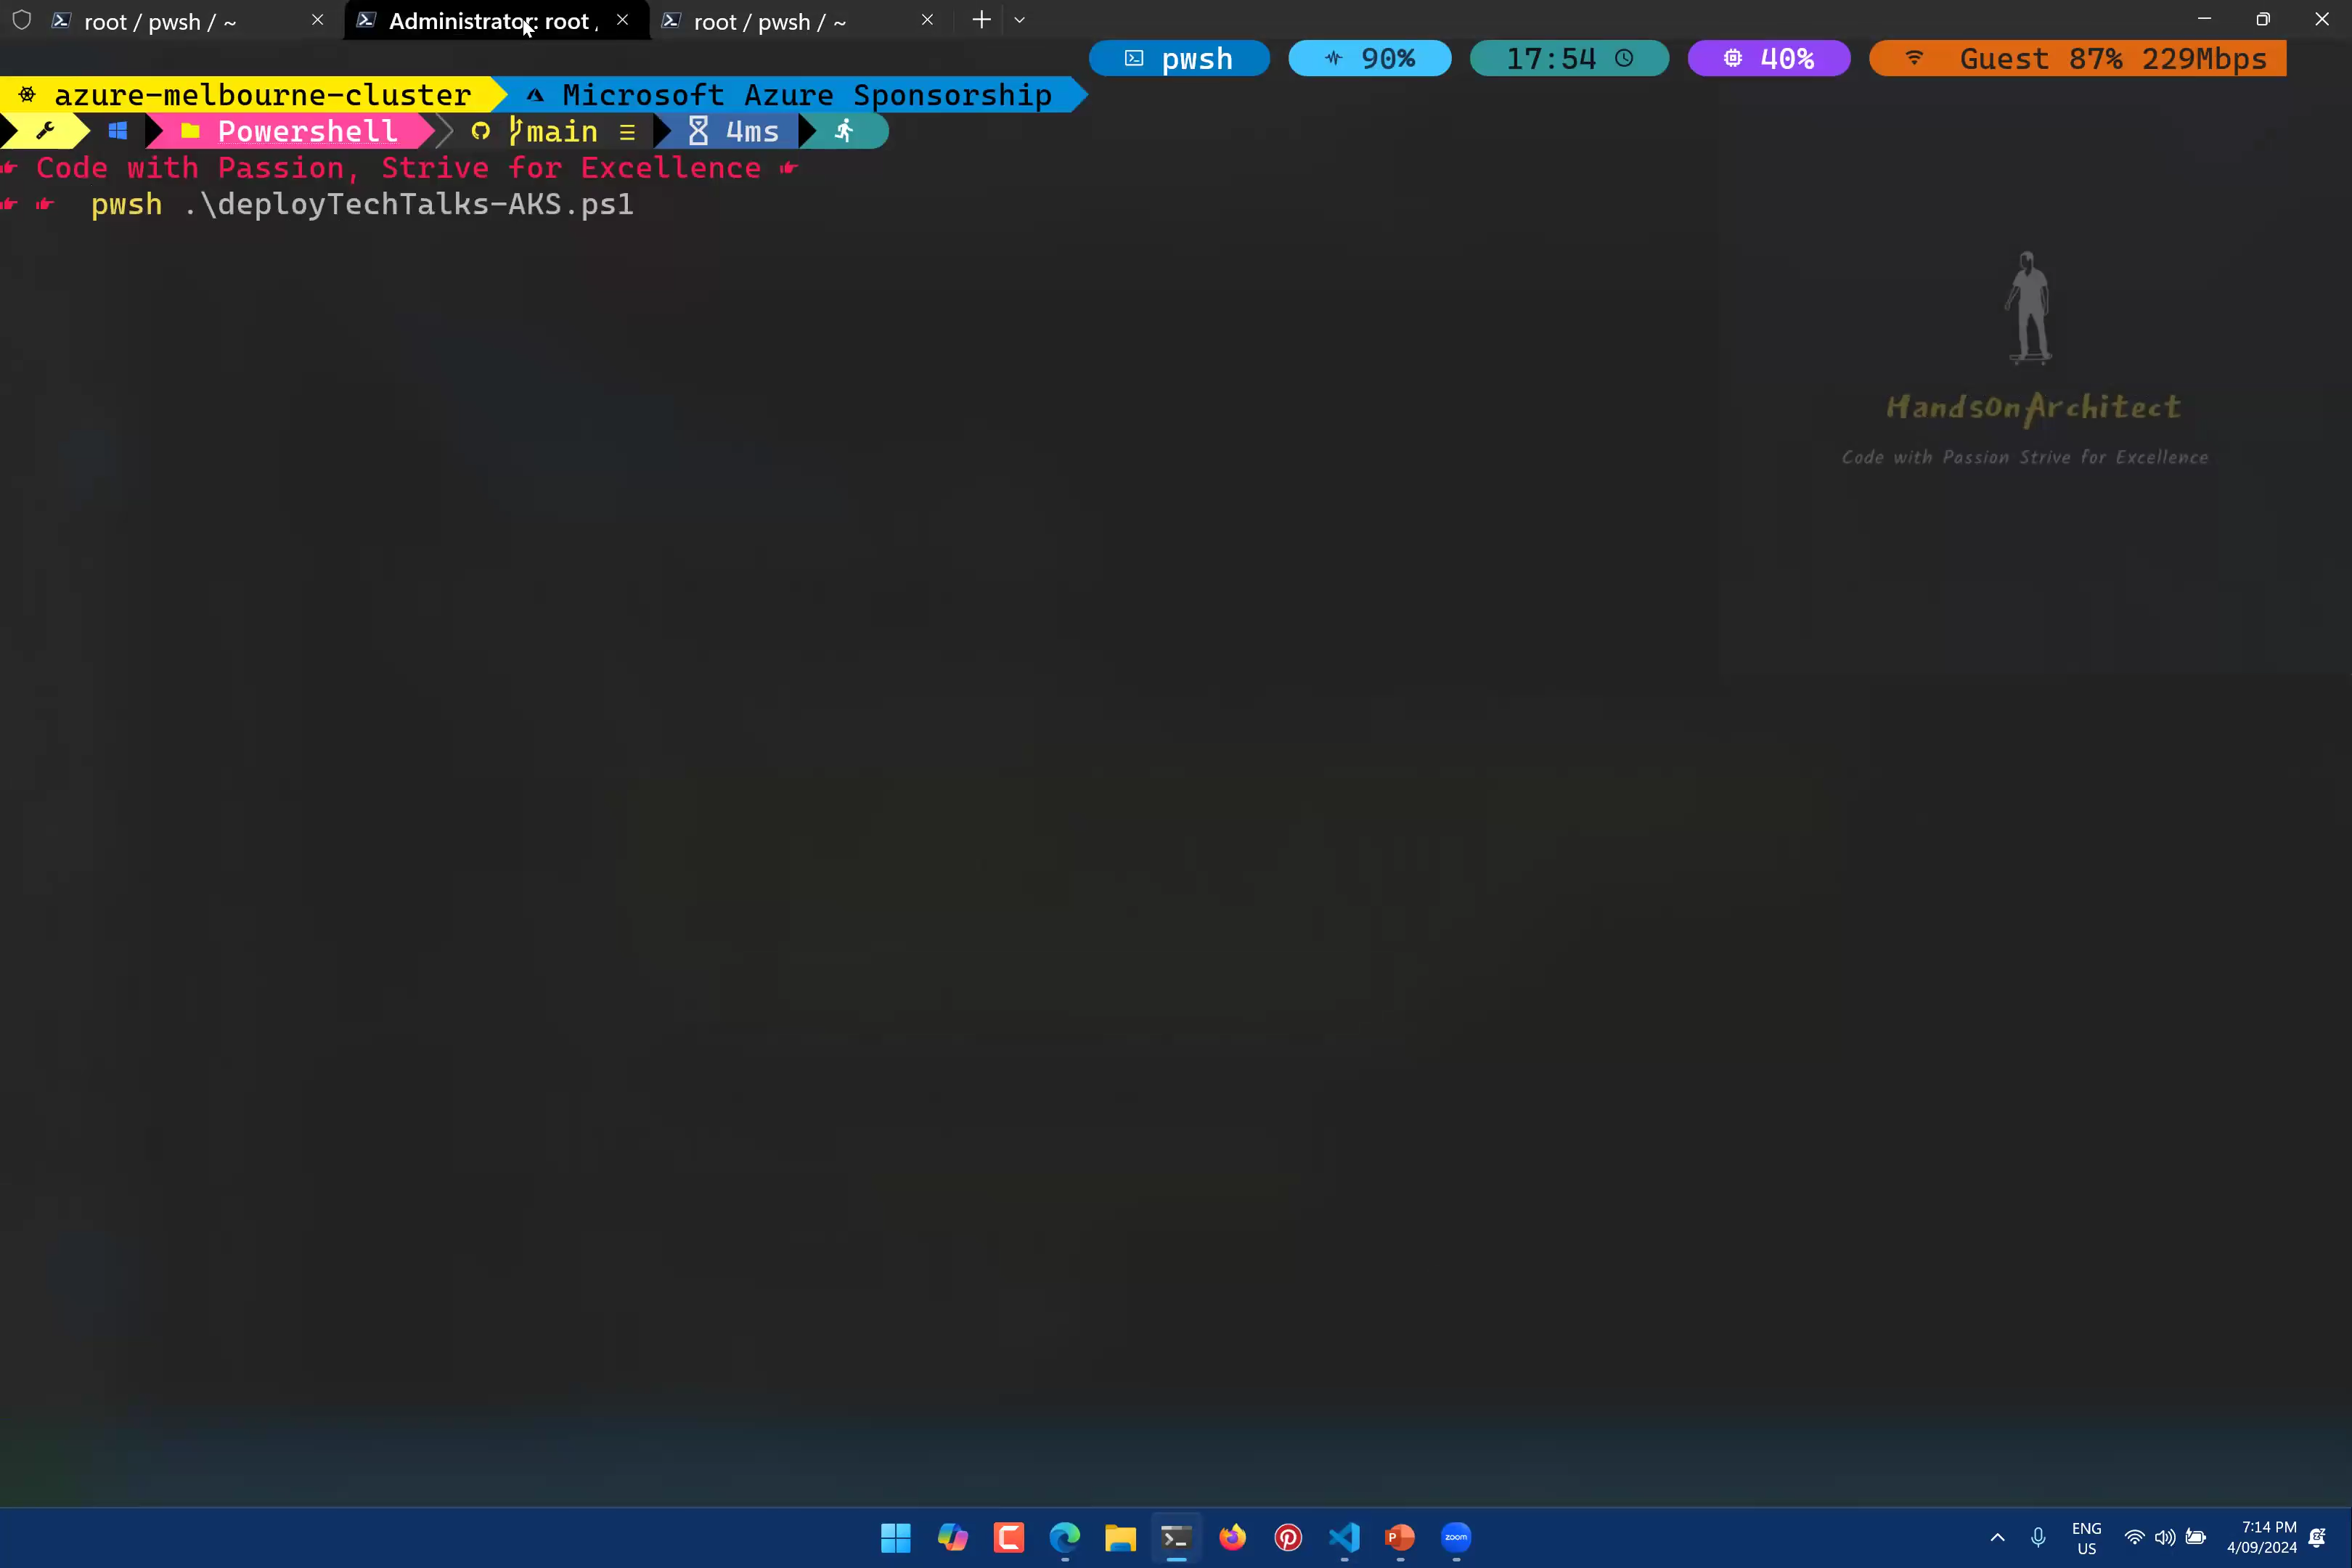 root / pwsh / ~
Administrator: root /
root / pwsh / ~
pwsh
90%
17:54
40%
Guest 87% 229Mbps
azure-melbourne-cluster
Microsoft Azure Sponsorship
Powershell
main ≡
4ms
Code with Passion, Strive for Excellence
pwsh .\deployTechTalks-AKS.ps1
HandsOnArchitect
Code with Passion Strive for Excellence
zoom
ENG
US
7:14 PM
4/09/2024